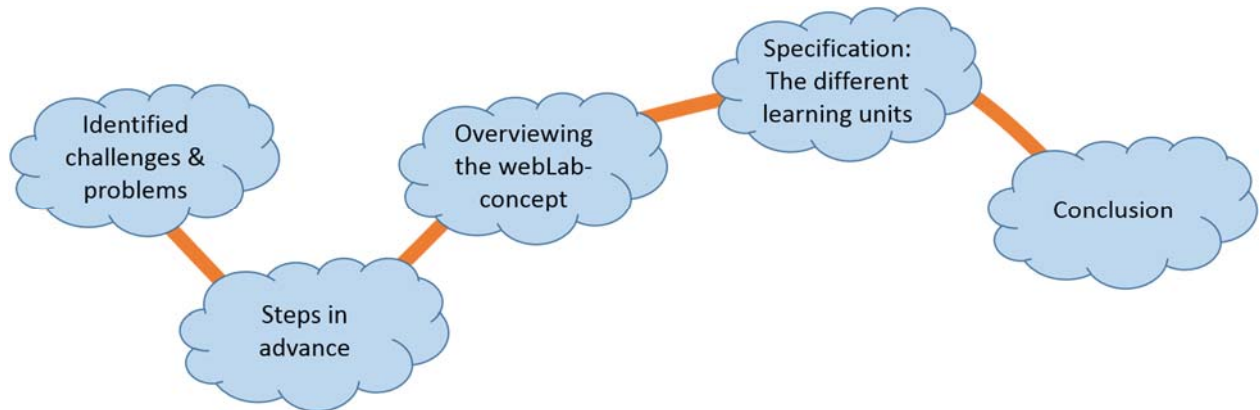 Identified
challenges &
problems
Steps in
advance
Overviewing
the webLab-
concept
Specification:
The different
learning units
Conclusion